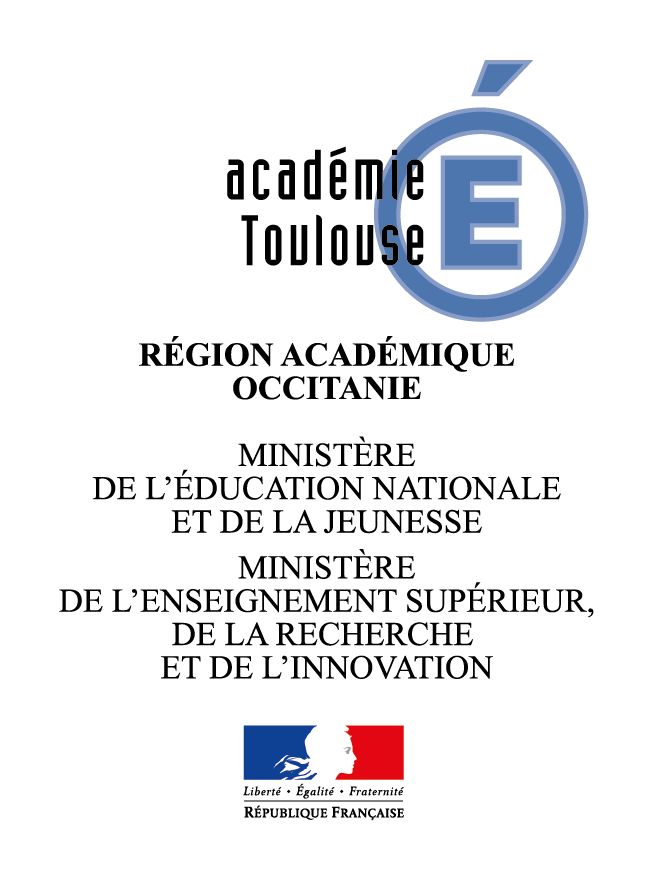 académie
Toulouse
É
RÉGION ACADÉMIQUE
OCCITANIE
MINISTÈRE
DE L’ÉDUCATION NATIONALE
ET DE LA JEUNESSE
MINISTÈRE
DE L’ENSEIGNEMENT SUPÉRIEUR,
DE LA RECHERCHE
ET DE L’INNOVATION
Liberté • Égalité • Fraternité
RÉPUBLIQUE FRANÇAISE